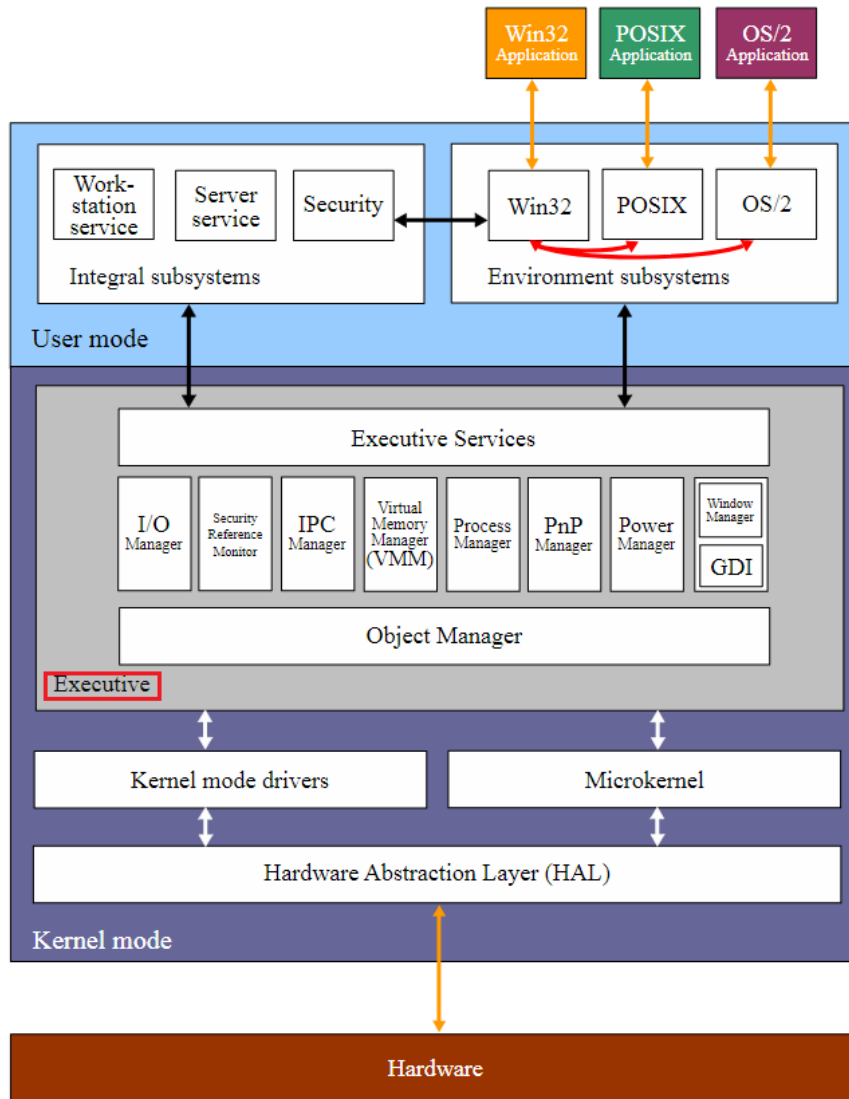 Win32
Application
POSIX
Application
OS/2
Application
Work-
station
service
Server
service
Security
Integral subsystems
Win32
POSIX
OS/2
Environment subsystems
User mode
Executive Services
I/O
Manager
Security
Reference
Monitor
IPC
Manager
Virtual
Memory
Manager
(VMM)
Process
Manager
PnP
Manager
Power
Manager
Window
Manager
GDI
Object Manager
Executive
Kernel mode drivers
Microkernel
Hardware Abstraction Layer (HAL)
Kernel mode
Hardware